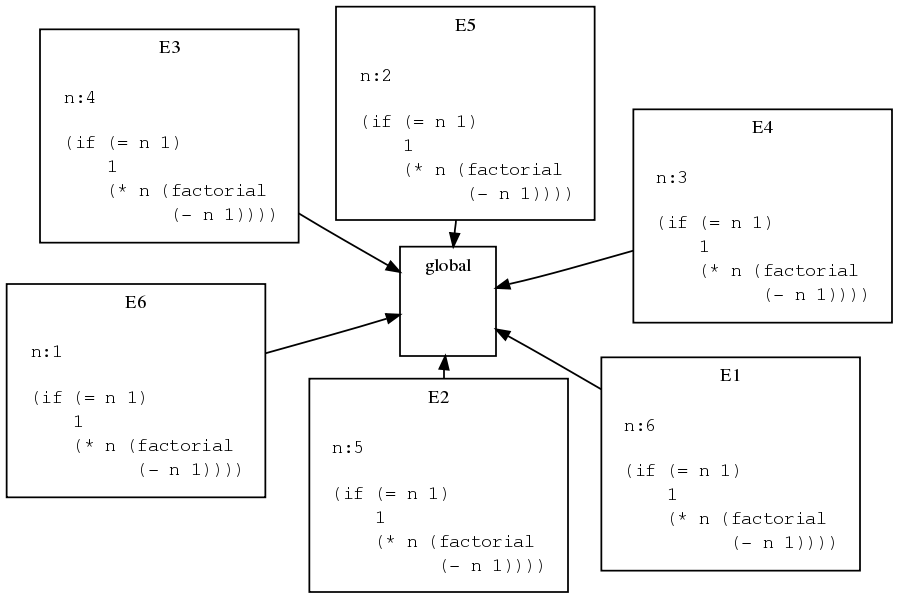 E3
n:4
(if (= n 1)
1
(* n (factorial
(- n 1))))
E5
n:2
(if (= n 1)
1
(* n (factorial
(- n 1))))
E4
n:3
(if (= n 1)
1
(* n (factorial
(- n 1))))
global
E6
n:1
(if (= n 1)
1
(* n (factorial
(- n 1))))
E2
n:5
(if (= n 1)
1
(* n (factorial
(- n 1))))
E1
n:6
(if (= n 1)
1
(* n (factorial
(- n 1))))